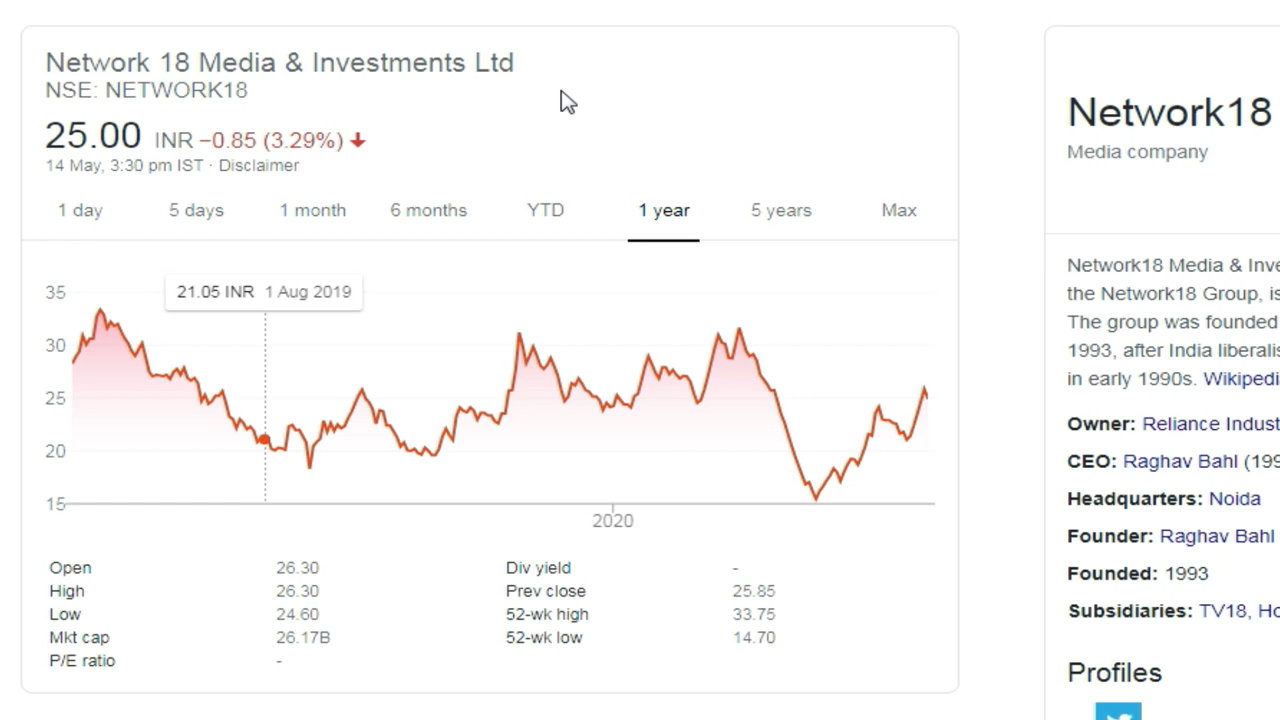 Network 18 Media & Investments Ltd
NSE: NETWORK18
25.00 INR −0.85 (3.29%)
14 May, 3:30 pm IST · Disclaimer
1 day 5 days 1 month 6 months YTD 1 year 5 years Max
21.05 INR 1 Aug 2019
35
30
25
20
15
2020
Open 26.30 Div yield -
High 26.30 Prev close 25.85
Low 24.60 52-wk high 33.75
Mkt cap 26.17B 52-wk low 14.70
P/E ratio -
Network18
Media company
Network18 Media & Inve
the Network18 Group, is
The group was founded
1993, after India liberalis
in early 1990s. Wikipedi
Owner: Reliance Indust
CEO: Raghav Bahl (199
Headquarters: Noida
Founder: Raghav Bahl
Founded: 1993
Subsidiaries: TV18, Ho
Profiles